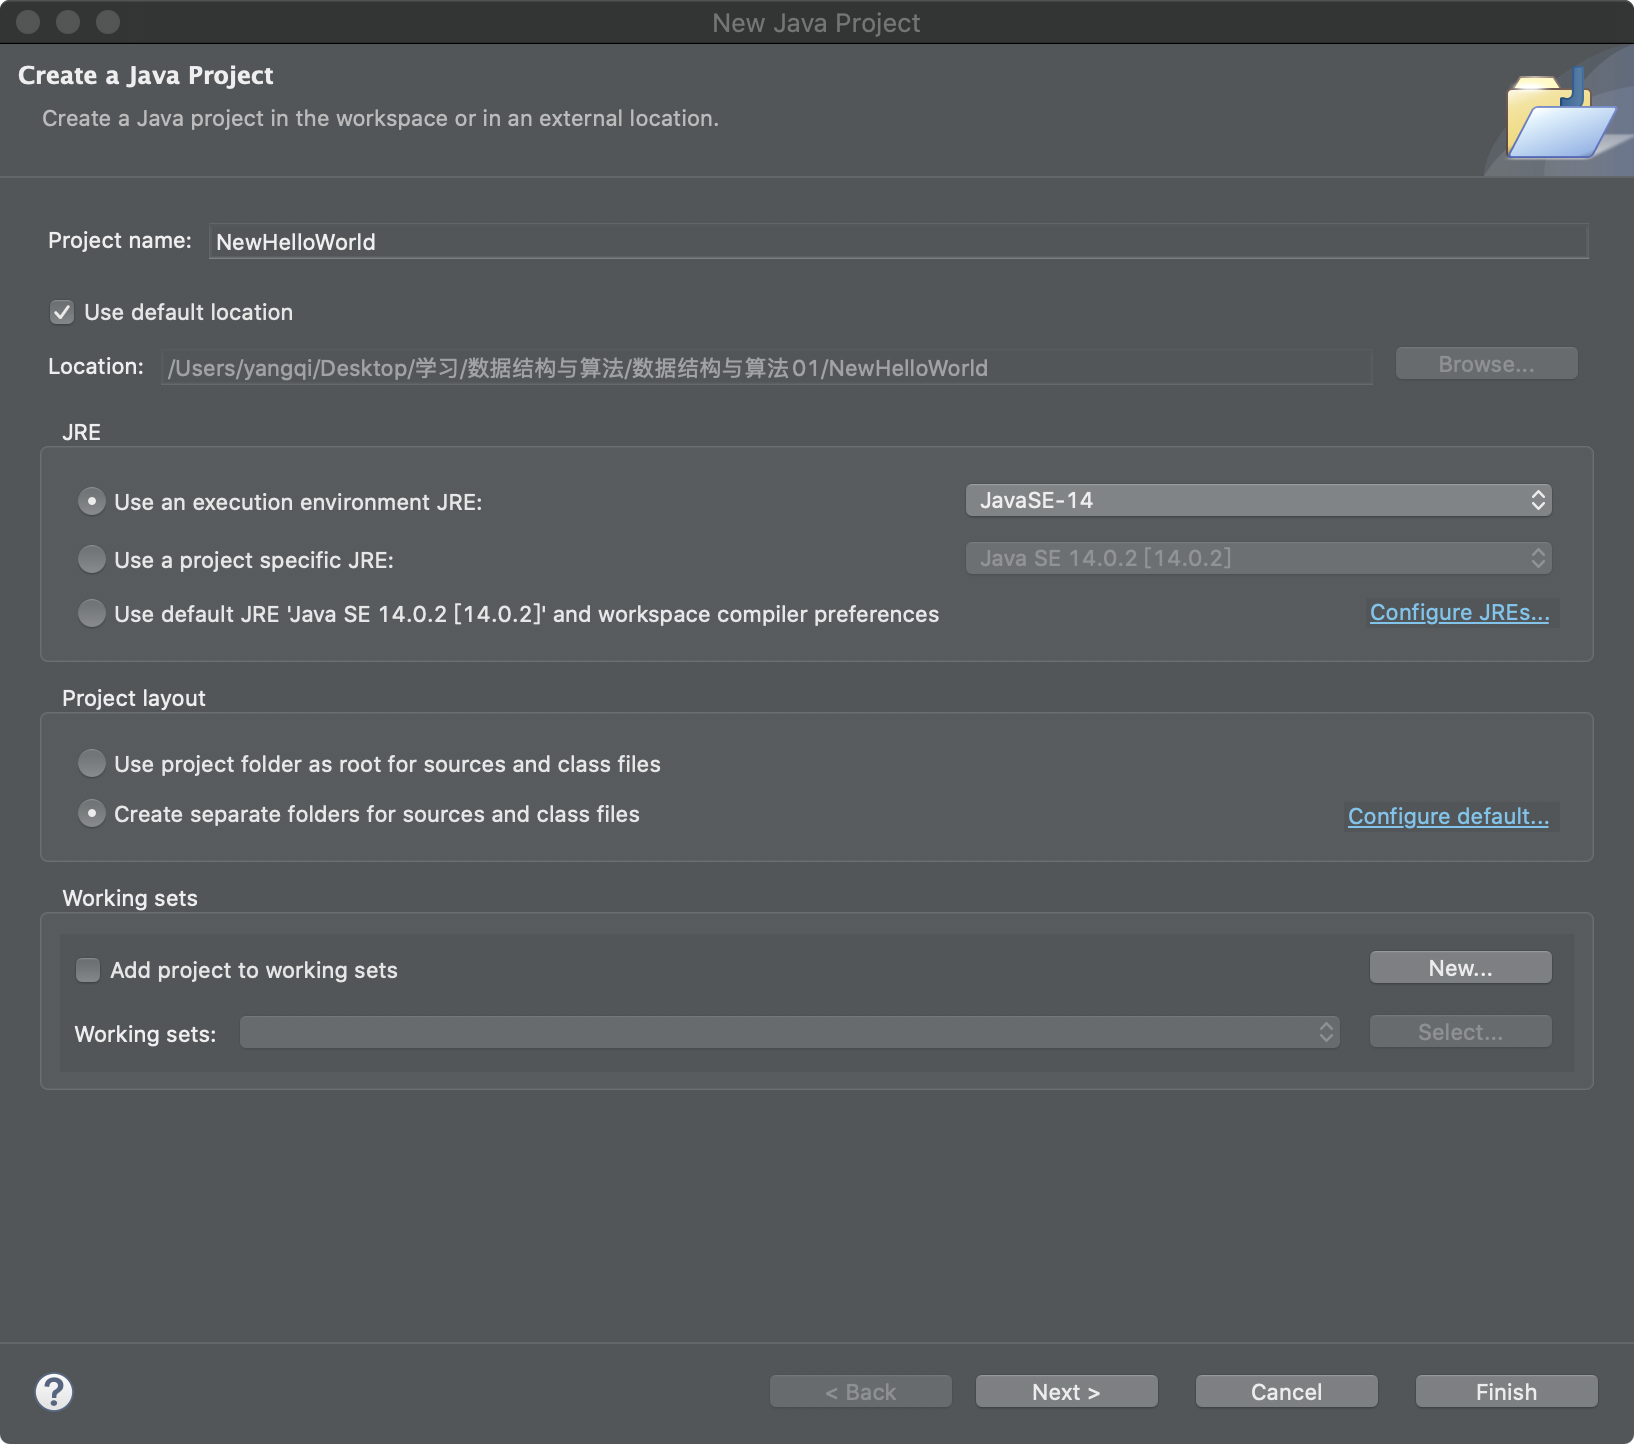 New Java Project
Create a Java Project
Create a Java project in the workspace or in an external location.
Project name: NewHelloWorld
Use default location
Location: /Users/yangqi/Desktop/学习/数据结构与算法/数据结构与算法01/NewHelloWorld Browse...
JRE
Use an execution environment JRE: JavaSE-14
Use a project specific JRE: Java SE 14.0.2 [14.0.2]
Use default JRE 'Java SE 14.0.2 [14.0.2]' and workspace compiler preferences Configure JREs...
Project layout
Use project folder as root for sources and class files
Create separate folders for sources and class files Configure default...
Working sets
Add project to working sets New...
Working sets: Select...
? < Back Next > Cancel Finish